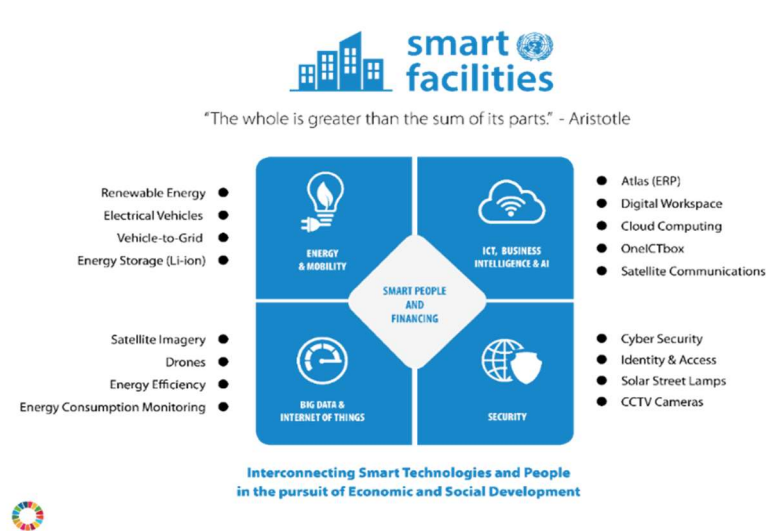 smart
facilities
“The whole is greater than the sum of its parts.” - Aristotle
Renewable Energy
Electrical Vehicles
Vehicle-to-Grid
Energy Storage (Li-ion)
ENERGY
& MOBILITY
ICT, BUSINESS
INTELLIGENCE & AI
Atlas (ERP)
Digital Workspace
Cloud Computing
OneICTbox
Satellite Communications
SMART PEOPLE
AND
FINANCING
Satellite Imagery
Drones
Energy Efficiency
Energy Consumption Monitoring
BIG DATA &
INTERNET OF THINGS
SECURITY
Cyber Security
Identity & Access
Solar Street Lamps
CCTV Cameras
Interconnecting Smart Technologies and People
in the pursuit of Economic and Social Development